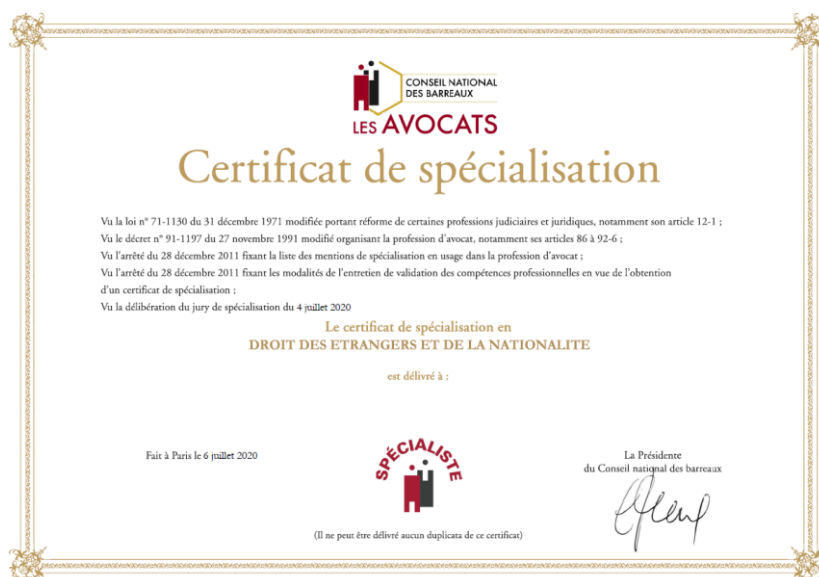 CONSEIL NATIONAL
DES BARREAUX
LES AVOCATS
Certificat de spécialisation
Vu la loi n° 71-1130 du 31 décembre 1971 modifiée portant réforme de certaines professions judiciaires et juridiques, notamment son article 12-1 ;
Vu le décret n° 91-1197 du 27 novembre 1991 modifié organisant la profession d'avocat, notamment ses articles 86 à 92-6 ;
Vu l'arrêté du 28 décembre 2011 fixant la liste des mentions de spécialisation en usage dans la profession d'avocat ;
Vu l'arrêté du 28 décembre 2011 fixant les modalités de l'entretien de validation des compétences professionnelles en vue de l'obtention
d'un certificat de spécialisation ;
Vu la délibération du jury de spécialisation du 4 juillet 2020
Le certificat de spécialisation en
DROIT DES ETRANGERS ET DE LA NATIONALITE
est délivré à :
Fait à Paris le 6 juillet 2020
SPÉCIALISTE
La Présidente
du Conseil national des barreaux
(Il ne peut être délivré aucun duplicata de ce certificat)